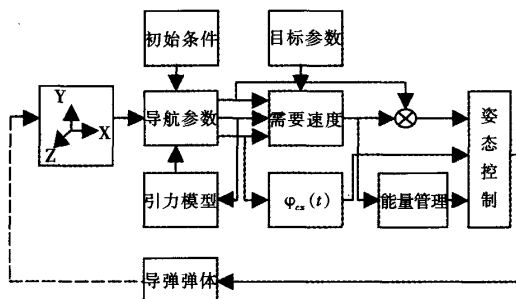 初始条件
目标参数
Y
X
Z
导航参数
需要速度
姿态控制
引力模型
φcx(t)
能量管理
导弹弹体